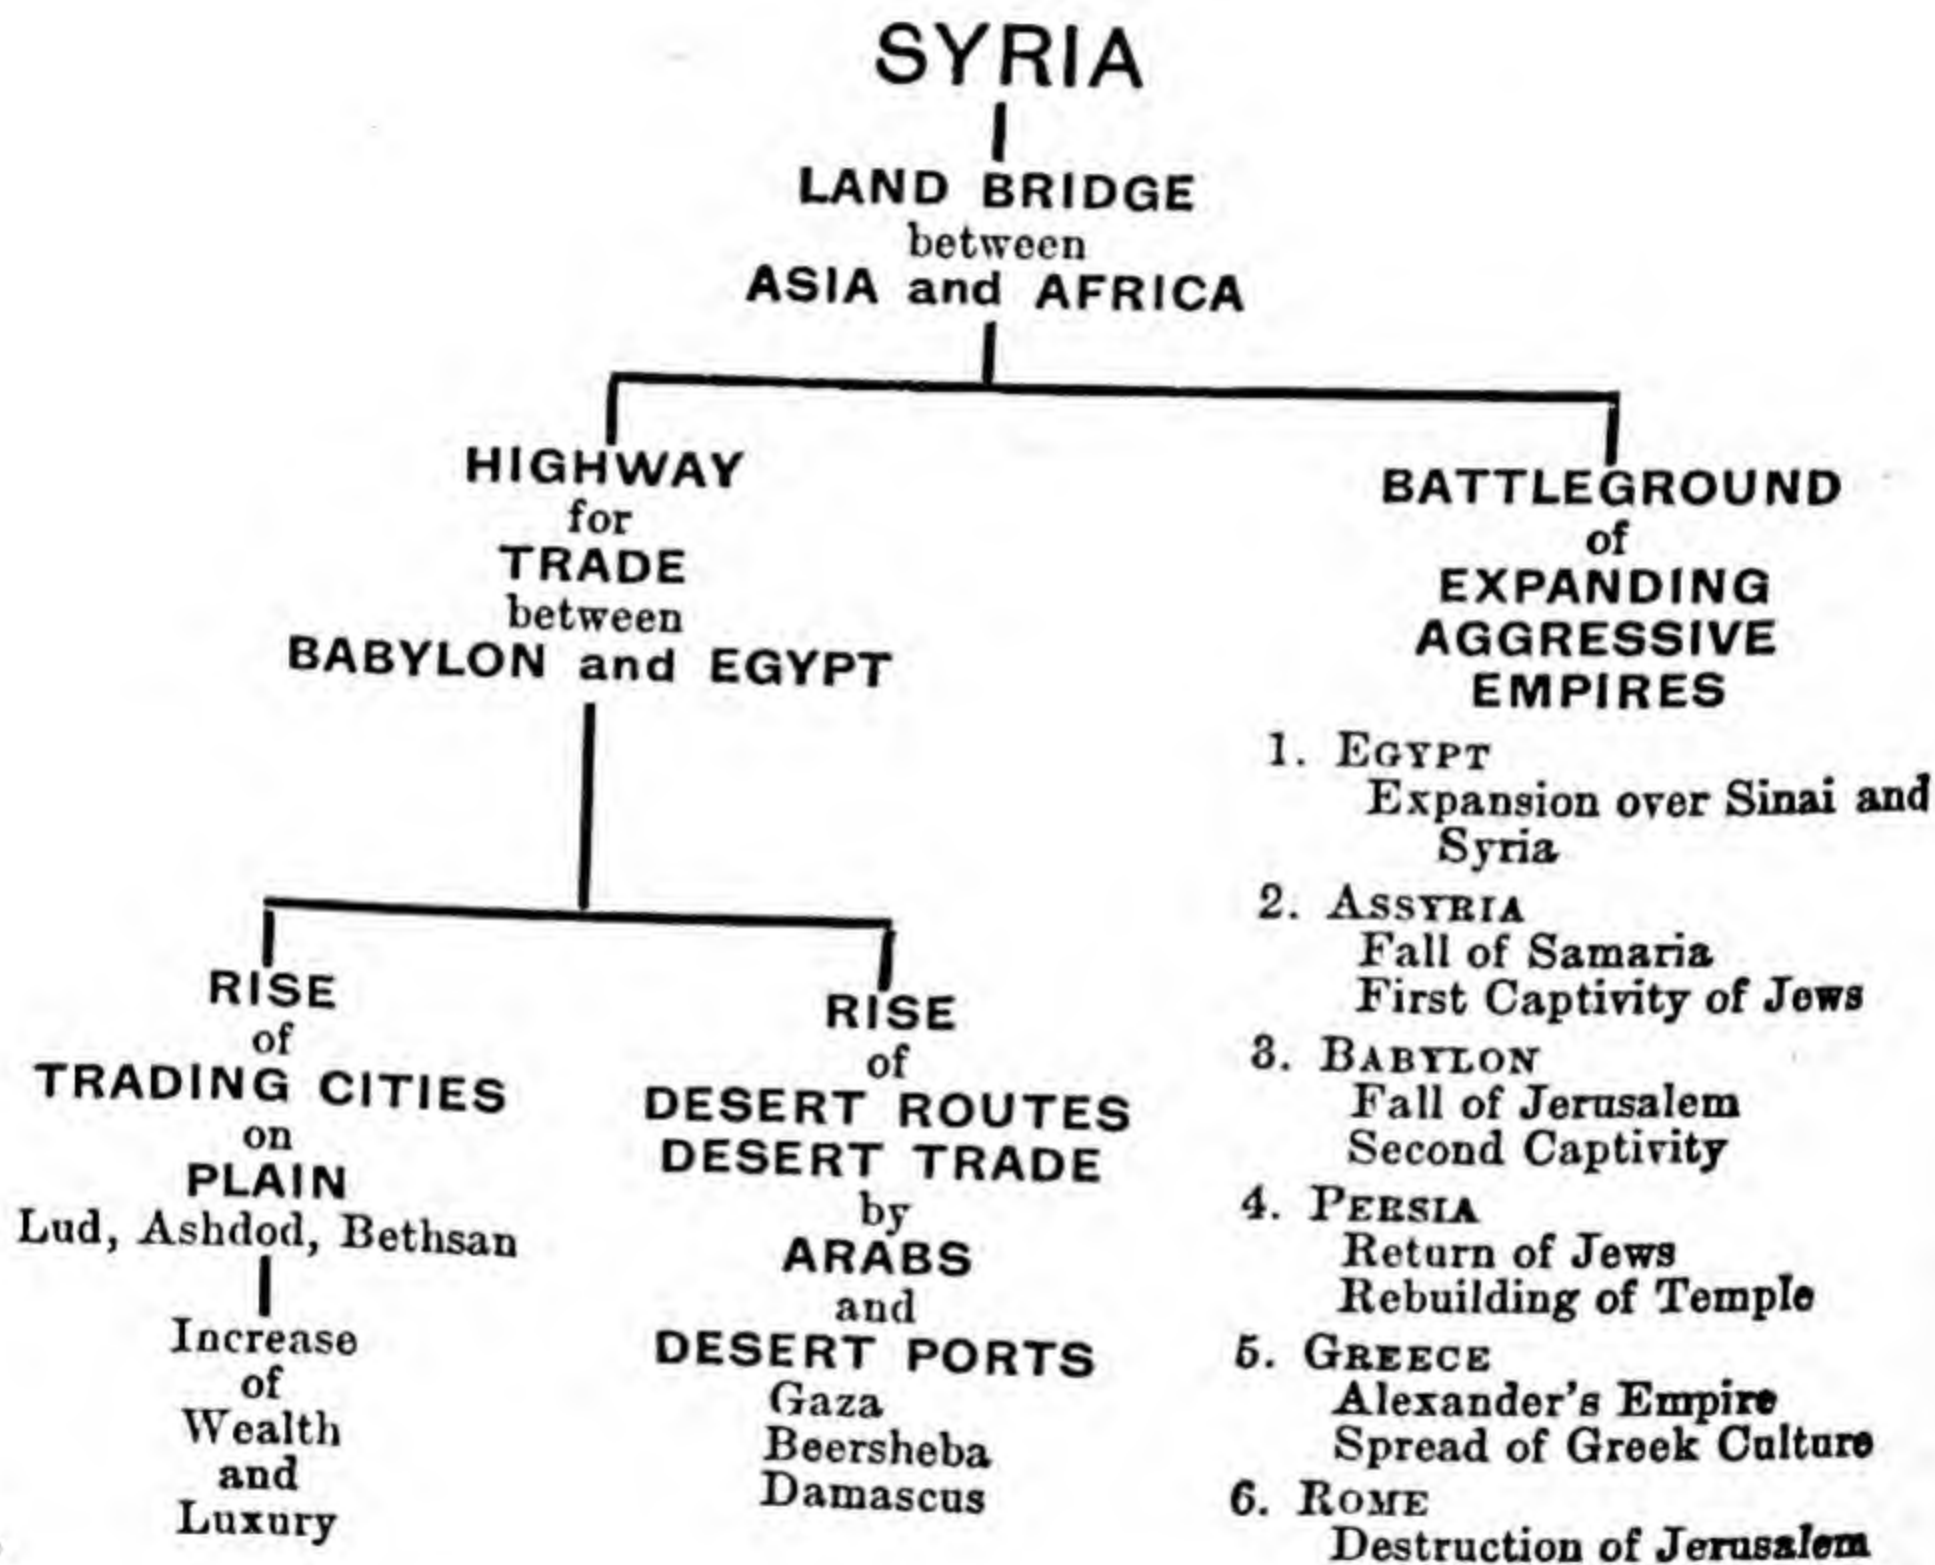 SYRIA
LAND BRIDGE
between
ASIA and AFRICA
HIGHWAY
for
TRADE
between
BABYLON and EGYPT
RISE
of
TRADING CITIES
on
PLAIN
Lud, Ashdod, Bethsan
Increase
of
Wealth
and
Luxury
RISE
of
DESERT ROUTES
DESERT TRADE
by
ARABS
and
DESERT PORTS
Gaza
Beersheba
Damascus
BATTLEGROUND
of
EXPANDING
AGGRESSIVE
EMPIRES
1. EGYPT
Expansion over Sinai and
Syria
2. ASSYRIA
Fall of Samaria
First Captivity of Jews
3. BABYLON
Fall of Jerusalem
Second Captivity
4. PERSIA
Return of Jews
Rebuilding of Temple
5. GREECE
Alexander's Empire
Spread of Greek Culture
6. ROME
Destruction of Jerusalem